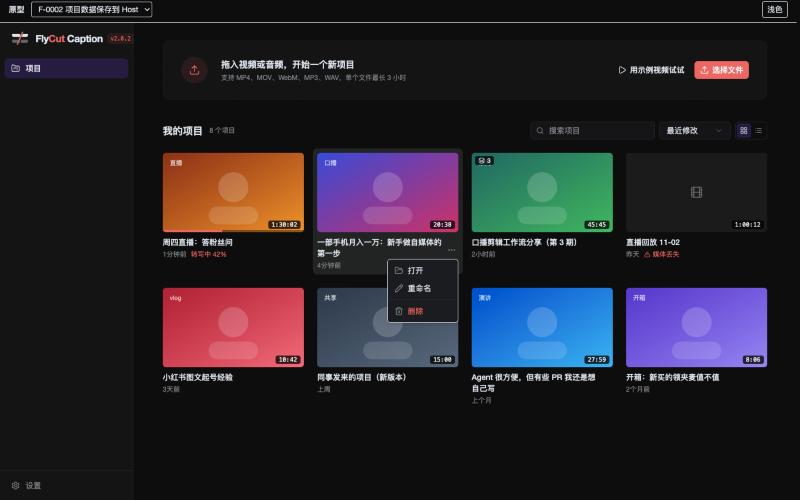 原型 F-0002 项目数据保存到 Host 浅色
FlyCut Caption v2.0.2
项目
拖入视频或音频，开始一个新项目
支持 MP4、MOV、WebM、MP3、WAV，单个文件最长 3 小时
用示例视频试试 选择文件
我的项目 8 个项目 搜索项目 最近修改
直播
1:30:02
周四直播：答粉丝问
1分钟前 转写中 42%
口播
20:38
一部手机月入一万：新手做自媒体的
第一步
4分钟前
打开
重命名
删除
3
45:45
口播剪辑工作流分享（第 3 期）
2小时前
1:00:12
直播回放 11-02
昨天 媒体丢失
vlog
10:42
小红书图文起号经验
3天前
共享
15:00
同事发来的项目（新版本）
上周
演讲
27:59
Agent 很方便，但有些 PR 我还是想
自己写
上个月
开箱
8:06
开箱：新买的领夹麦值不值
2个月前
设置